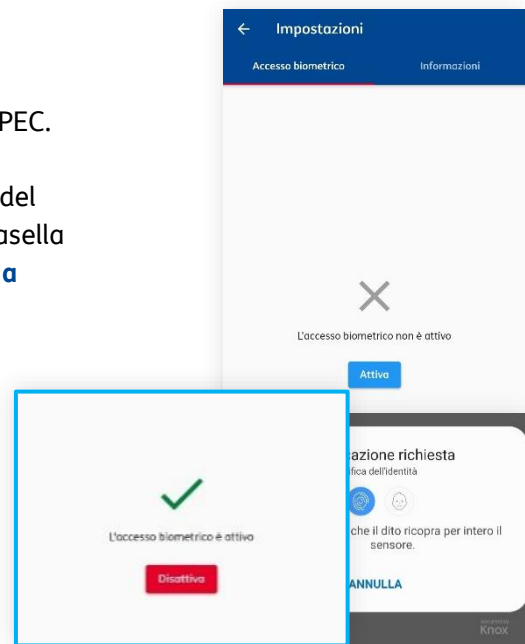 PEC.
del
asella
a
← Impostazioni
Accesso biometrico Informazioni
L'accesso biometrico non è attivo
Attiva
azione richiesta
fica dell'identità
che il dito ricopra per intero il
sensore.
ANNULLA
Knox
L'accesso biometrico è attivo
Disattiva